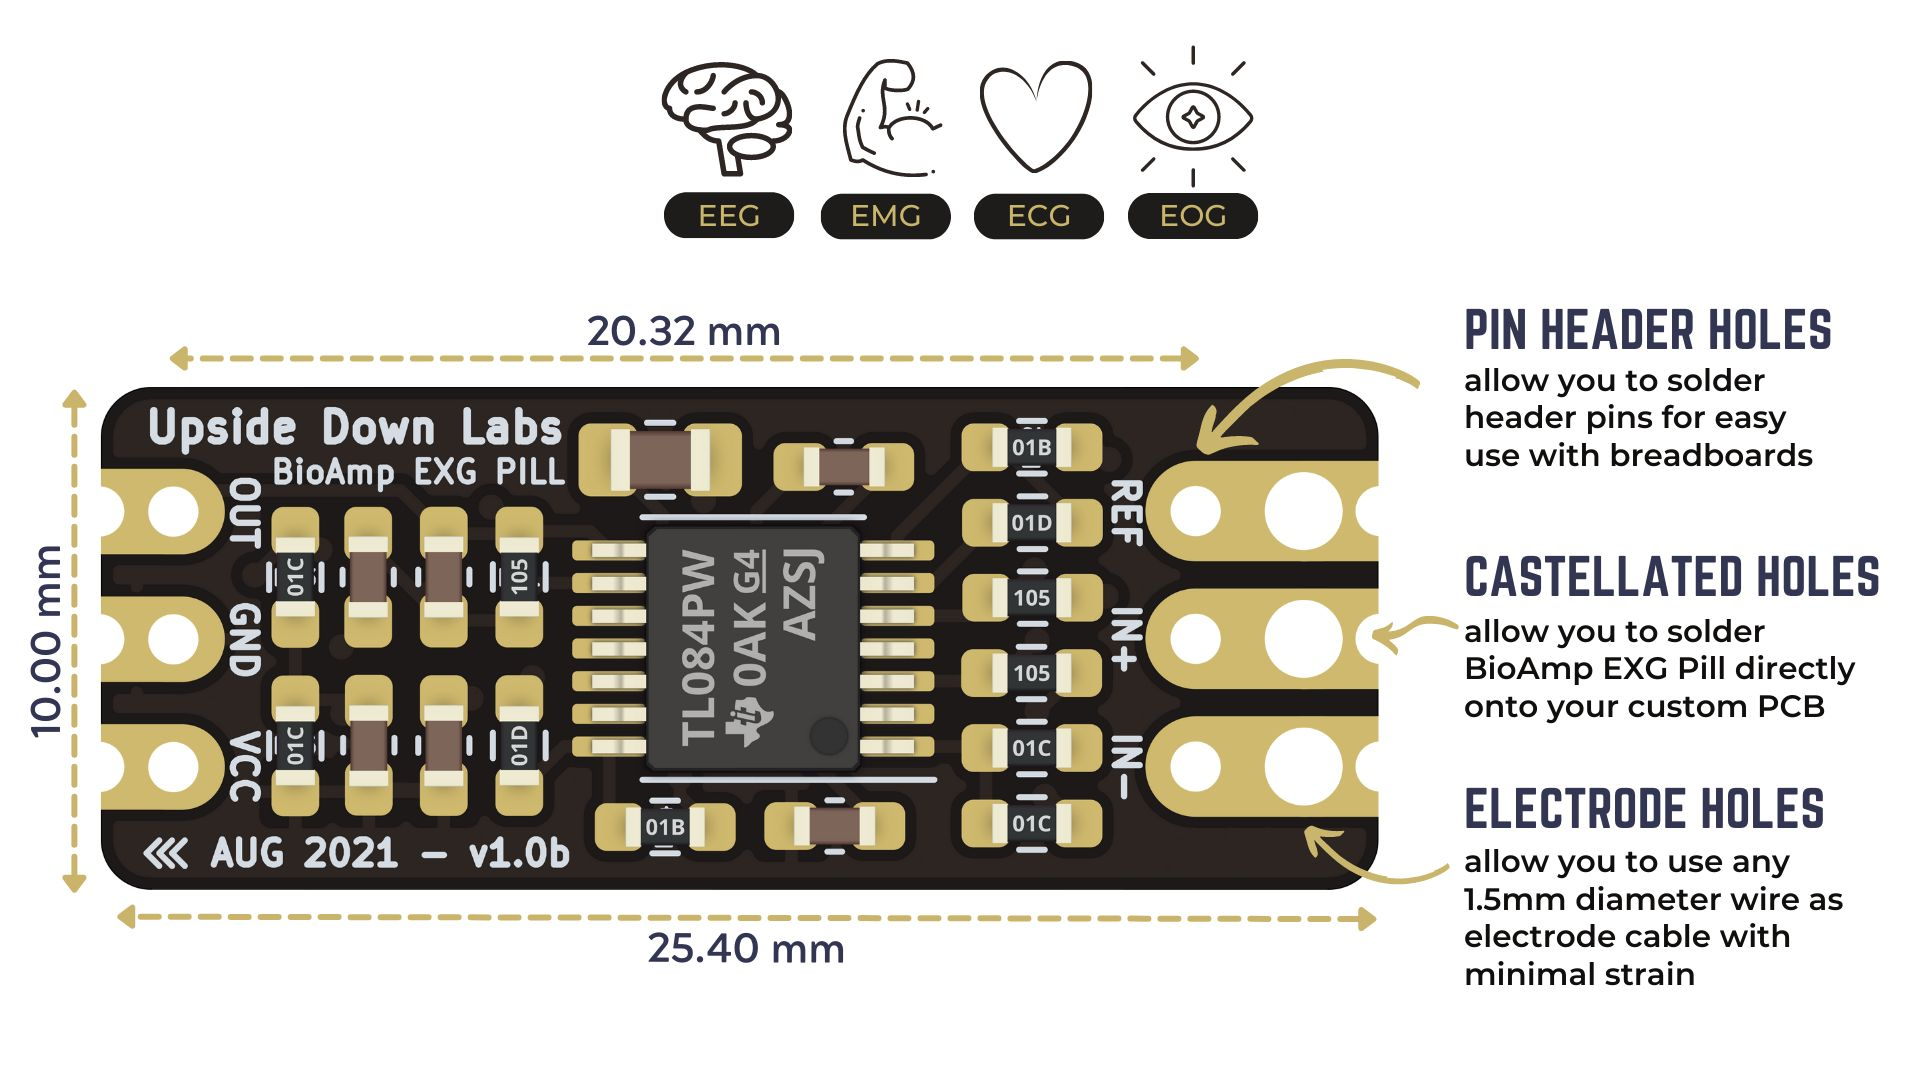 EEG EMG ECG EOG
20.32 mm
10.00 mm
25.40 mm
Upside Down Labs
BioAmp EXG PILL
OUT
GND
VCC
01C
105
01C
01D
TL084PW
0AK G4
AZSJ
01B
01B
01D
105
105
01C
01C
REF
IN+
IN-
<<< AUG 2021 - v1.0b
PIN HEADER HOLES
allow you to solder
header pins for easy
use with breadboards
CASTELLATED HOLES
allow you to solder
BioAmp EXG Pill directly
onto your custom PCB
ELECTRODE HOLES
allow you to use any
1.5mm diameter wire as
electrode cable with
minimal strain